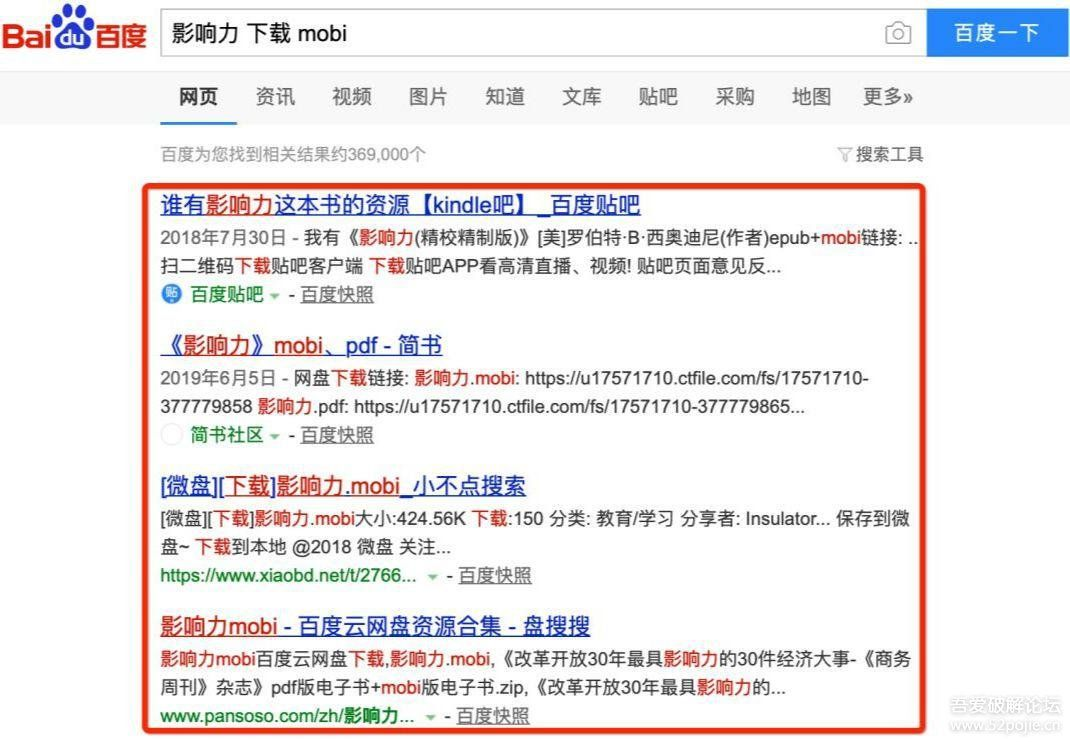 Bai du 百度
影响力 下载 mobi
百度一下
网页 资讯 视频 图片 知道 文库 贴吧 采购 地图 更多»
百度为您找到相关结果约369,000个
搜索工具
谁有影响力这本书的资源【kindle吧】_百度贴吧
2018年7月30日 - 我有《影响力(精校精制版)》[美]罗伯特·B·西奥迪尼(作者)epub+mobi链接: ..
扫二维码下载贴吧客户端 下载贴吧APP看高清直播、视频! 贴吧页面意见反...
贴 百度贴吧 - 百度快照
《影响力》mobi、pdf - 简书
2019年6月5日 - 网盘下载链接: 影响力.mobi: https://u17571710.ctfile.com/fs/17571710-
377779858 影响力.pdf: https://u17571710.ctfile.com/fs/17571710-377779865...
简书社区 - 百度快照
[微盘][下载]影响力.mobi_小不点搜索
[微盘][下载]影响力.mobi大小:424.56K 下载:150 分类: 教育/学习 分享者: Insulator... 保存到微
盘~ 下载到本地 @2018 微盘 关注...
https://www.xiaobd.net/t/2766... - 百度快照
影响力mobi - 百度云网盘资源合集 - 盘搜搜
影响力mobi百度云网盘下载,影响力.mobi,《改革开放30年最具影响力的30件经济大事-《商务
周刊》杂志》pdf版电子书+mobi版电子书.zip,《改革开放30年最具影响力的...
www.pansoso.com/zh/影响力... - 百度快照
吾爱破解论坛
www.52pojie.cn